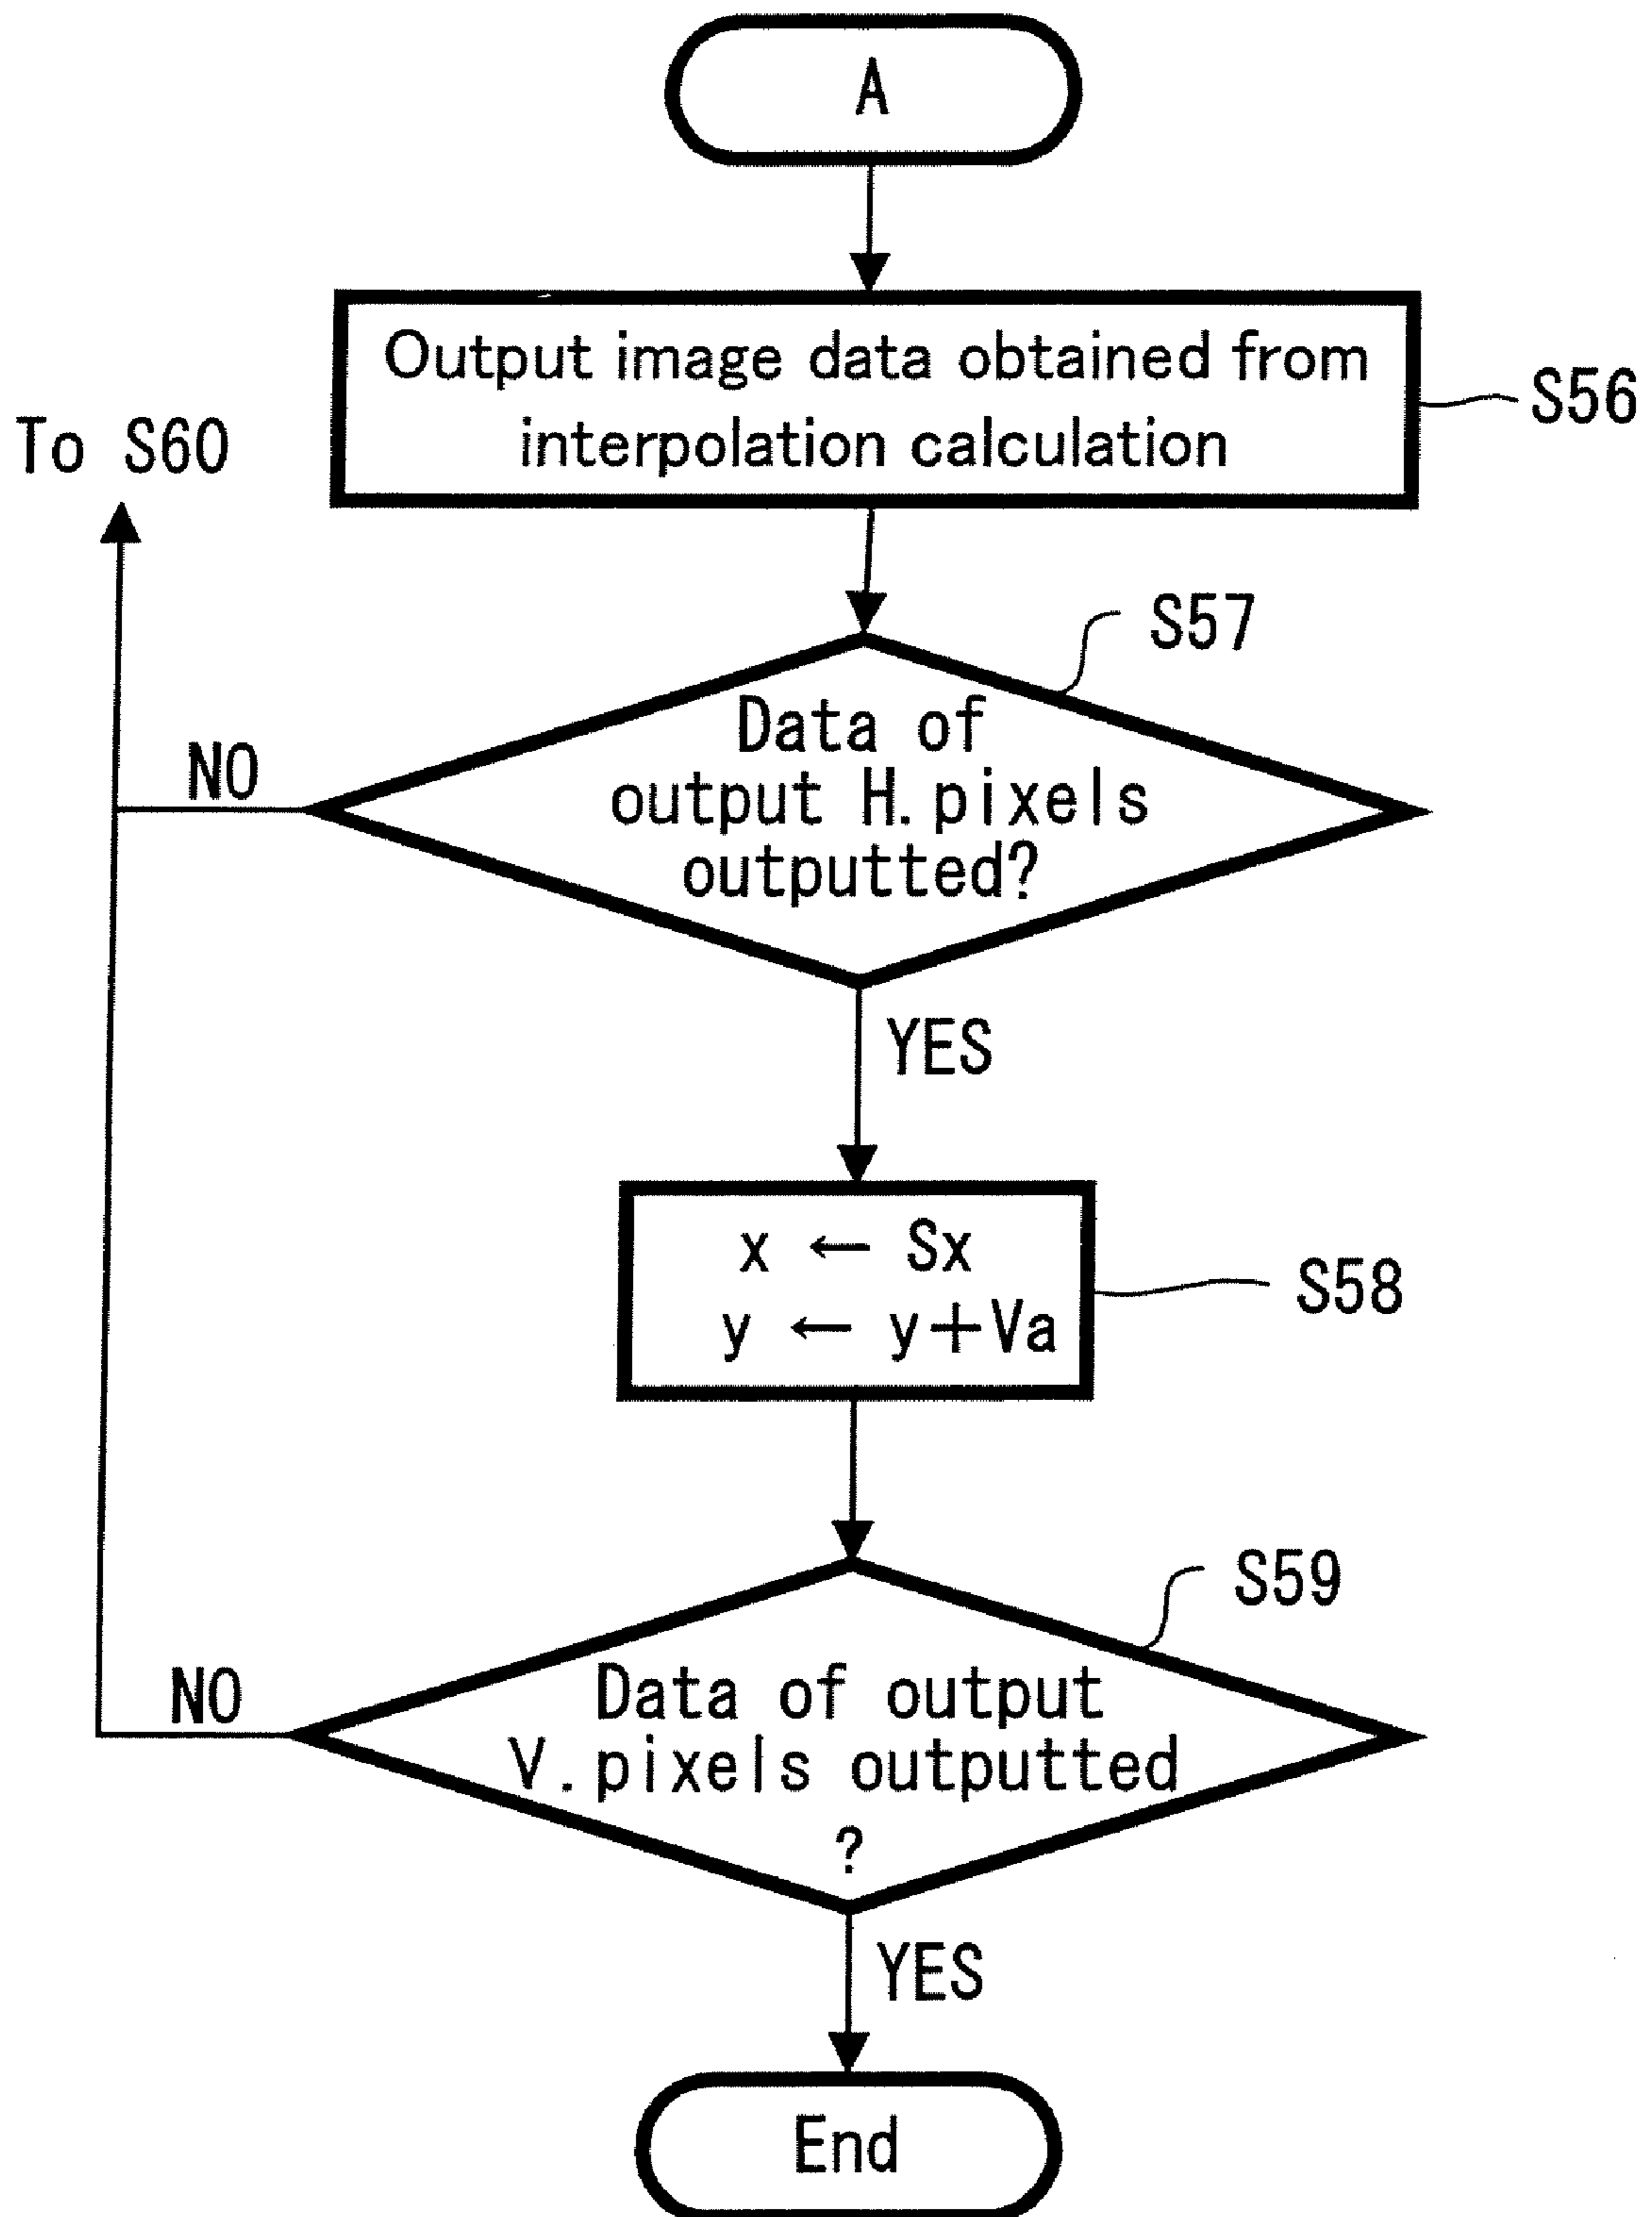 A
Output image data obtained from
interpolation calculation
S56
To S60
S57
Data of
output H. pixels
outputted?
NO
YES
x ← Sx
y ← y+Va
S58
S59
Data of output
V. pixels outputted
?
NO
YES
End